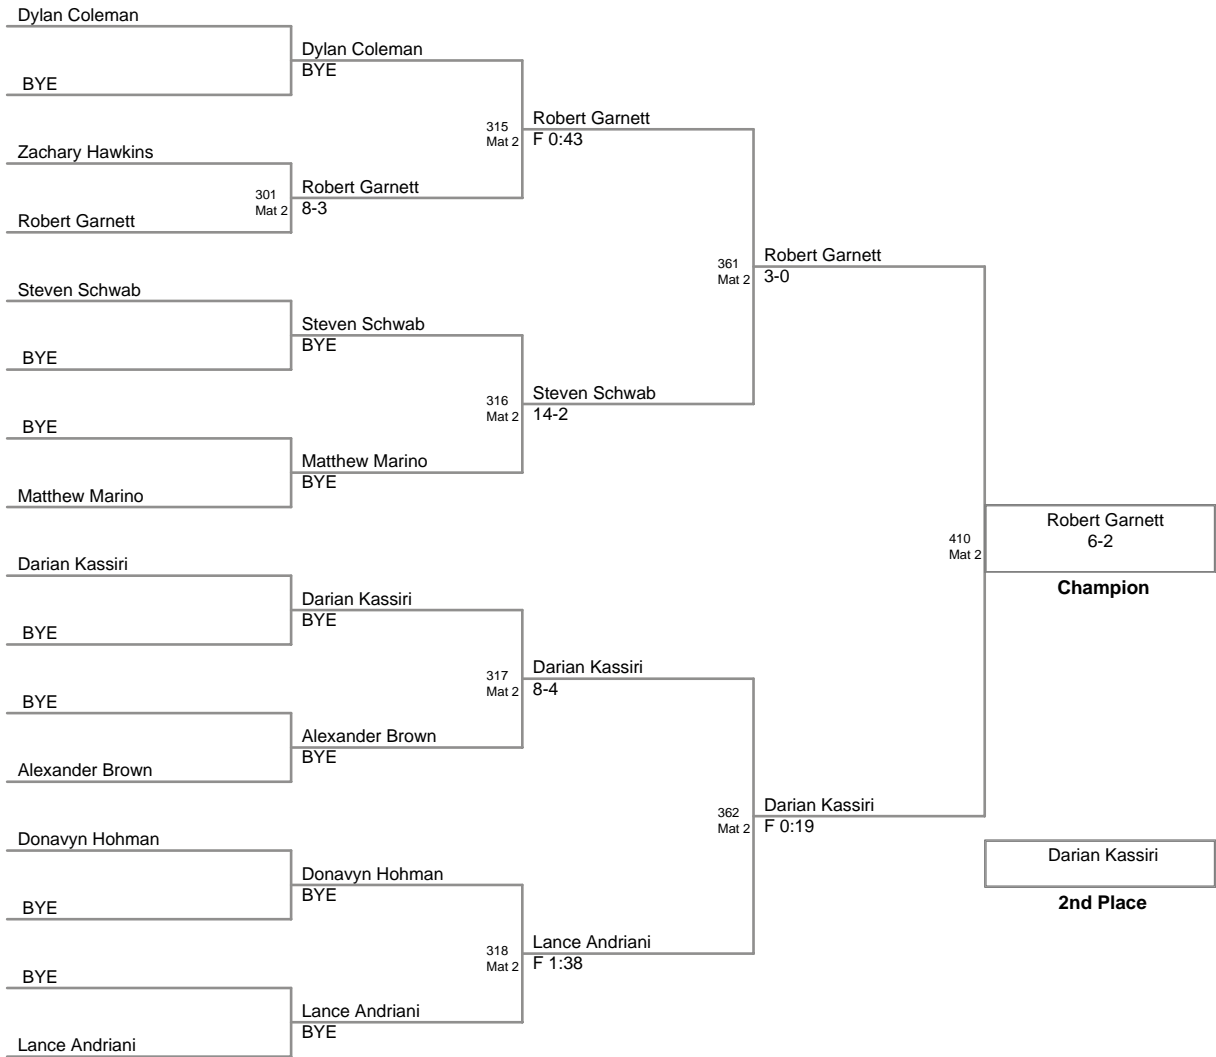 Dylan Coleman
Dylan Coleman
BYE
BYE
Robert Garnett
315
Mat 2
F 0:43
Zachary Hawkins
Robert Garnett
301
Mat 2
8-3
Robert Garnett
Robert Garnett
361
Mat 2
3-0
Steven Schwab
Steven Schwab
BYE
BYE
Steven Schwab
316
Mat 2
14-2
BYE
Matthew Marino
BYE
Matthew Marino
Robert Garnett
6-2
410
Mat 2
Champion
Darian Kassiri
Darian Kassiri
BYE
BYE
Darian Kassiri
317
Mat 2
8-4
BYE
Alexander Brown
BYE
Alexander Brown
Darian Kassiri
362
Mat 2
F 0:19
Donavyn Hohman
Darian Kassiri
2nd Place
Donavyn Hohman
BYE
BYE
Lance Andriani
318
Mat 2
F 1:38
BYE
Lance Andriani
BYE
Lance Andriani